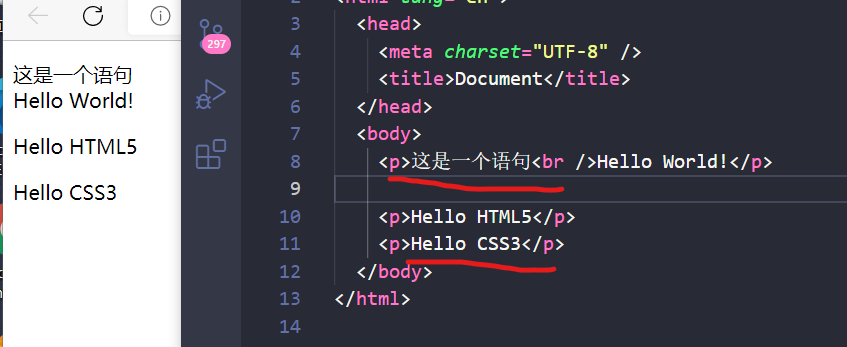 这是一个语句
Hello World!
Hello HTML5
Hello CSS3
297
3 <head>
4 <meta charset="UTF-8" />
5 <title>Document</title>
6 </head>
7 <body>
8 <p>这是一个语句<br />Hello World!</p>
9
10 <p>Hello HTML5</p>
11 <p>Hello CSS3</p>
12 </body>
13 </html>
14